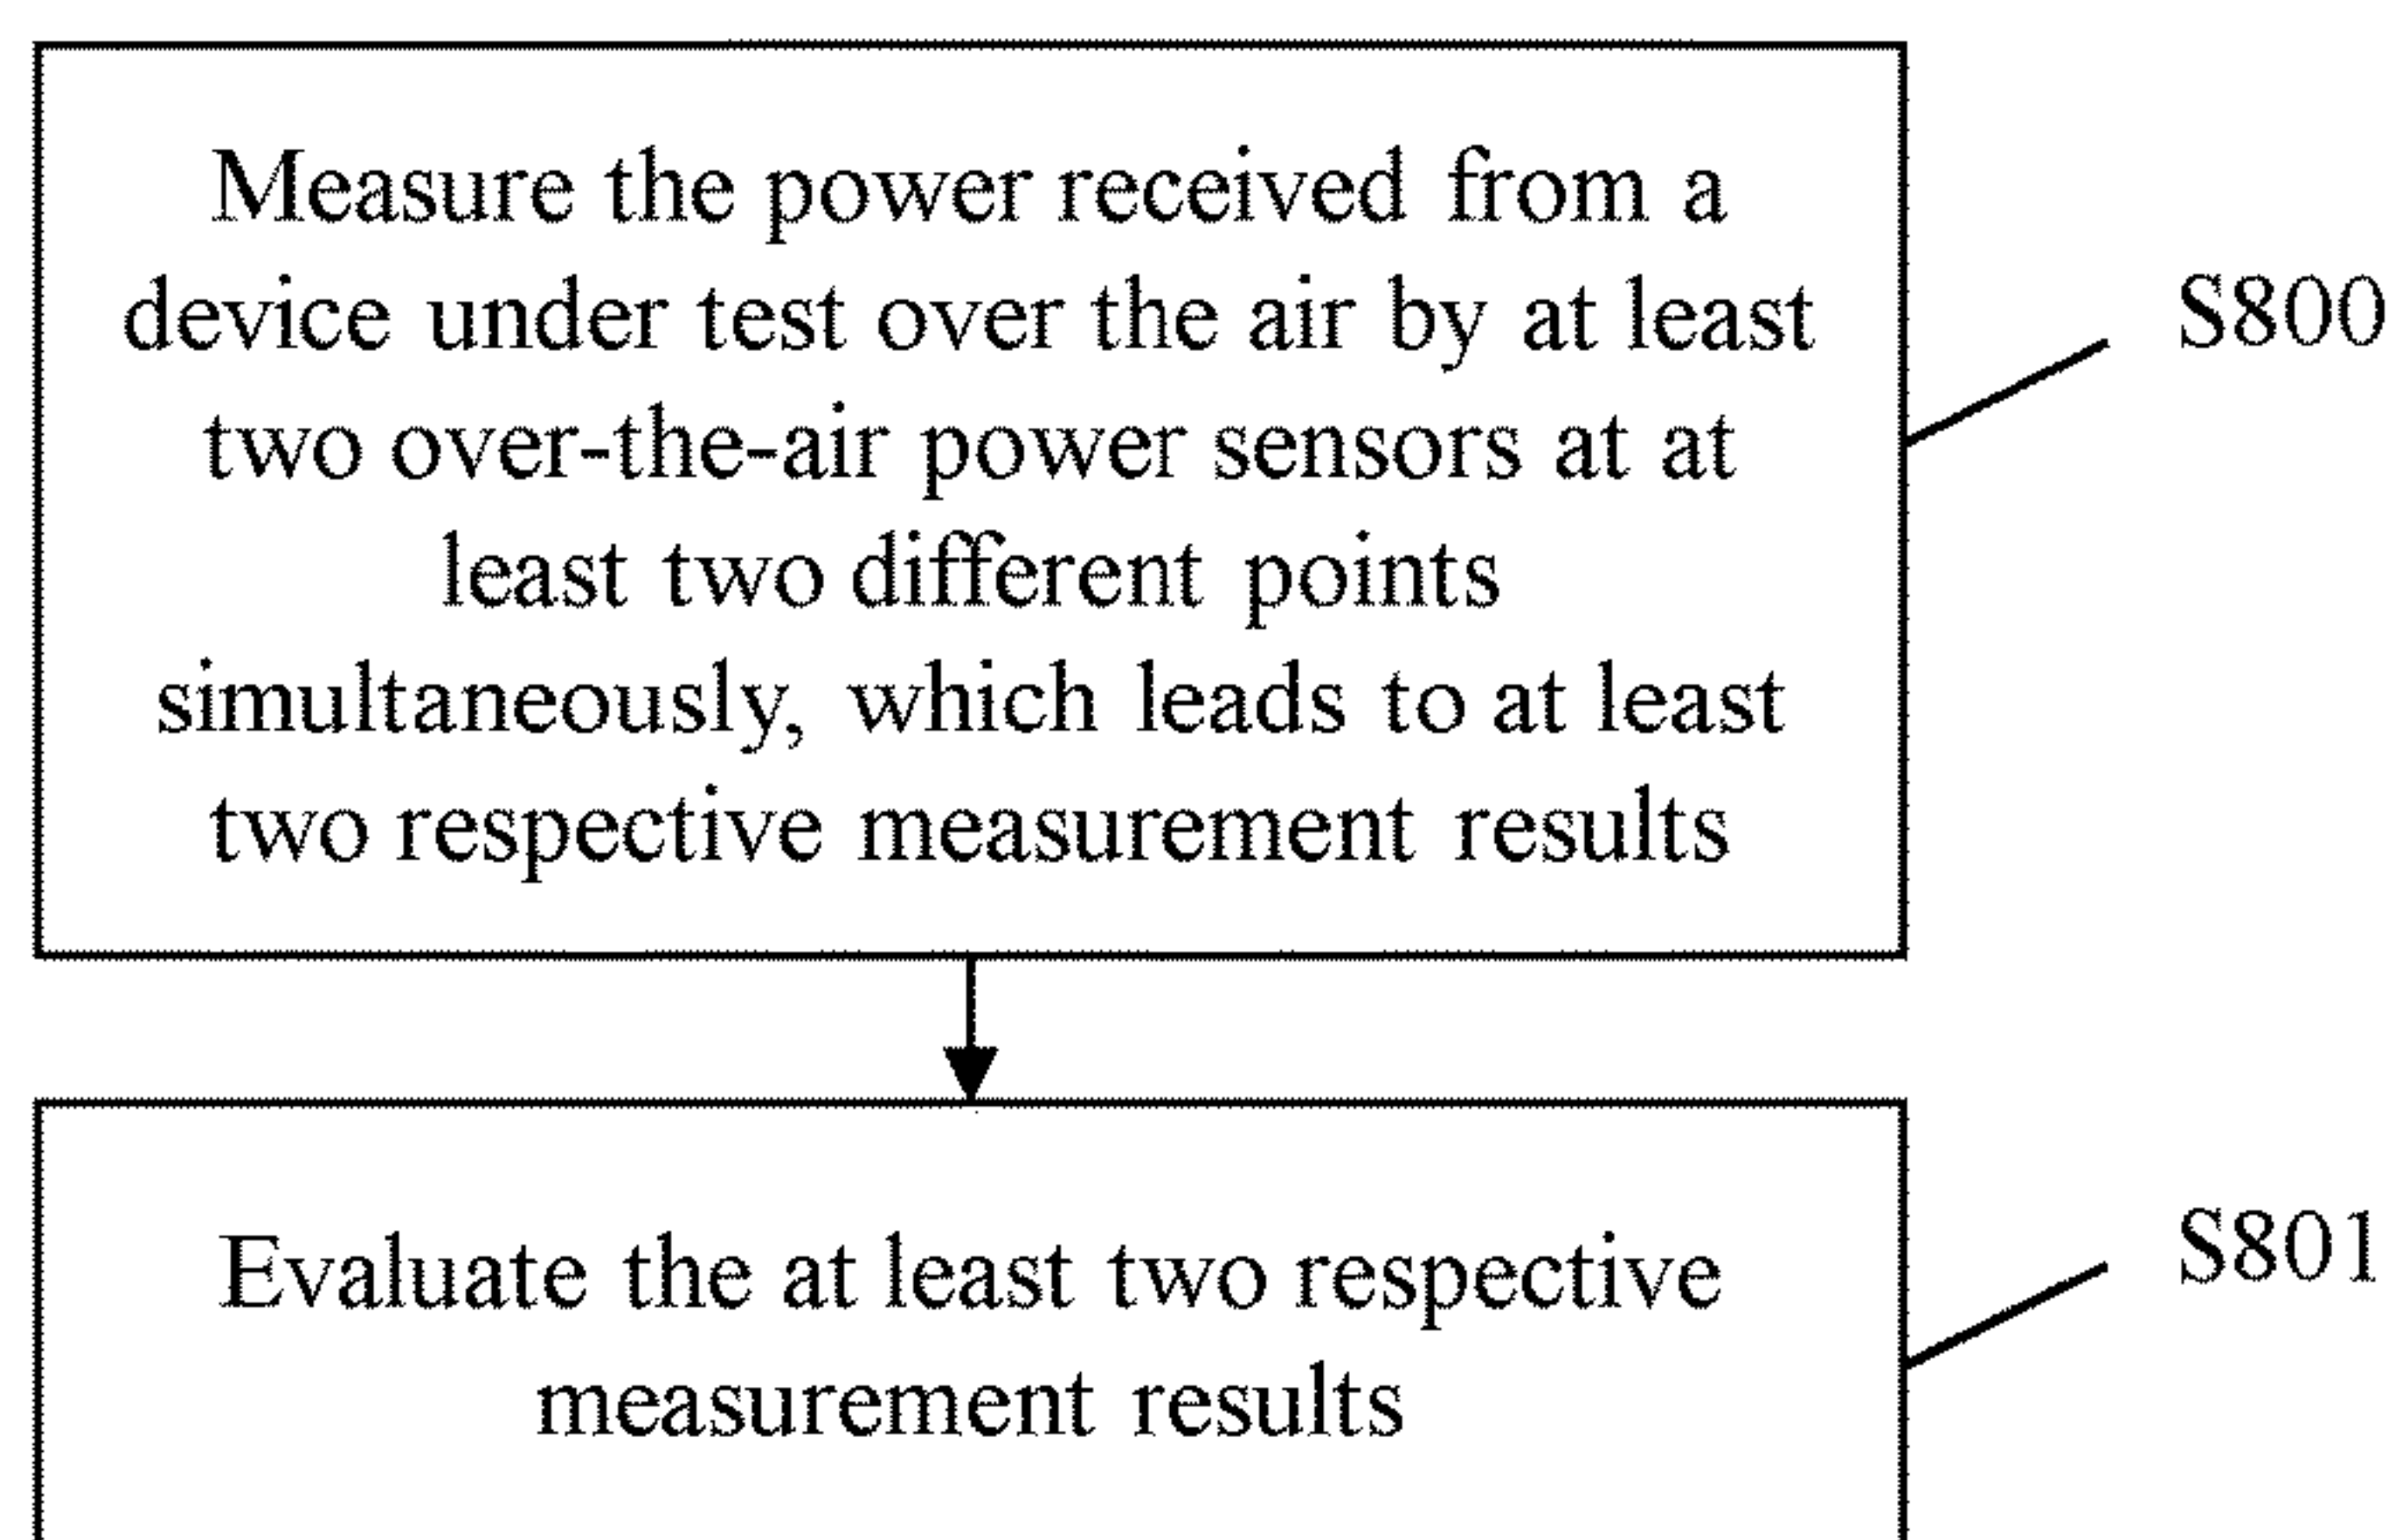 Measure the power received from a
device under test over the air by at least
two over-the-air power sensors at at
least two different points
simultaneously, which leads to at least
two respective measurement results
S800
Evaluate the at least two respective
measurement results
S801